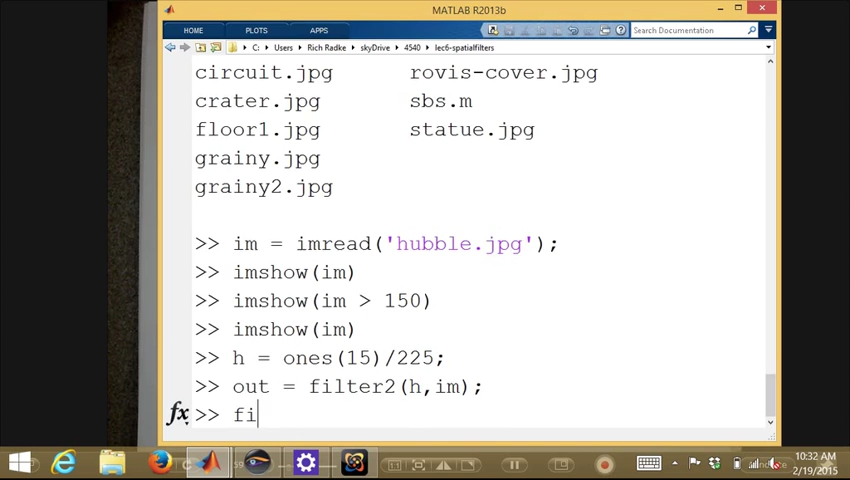 MATLAB R2013b
HOME PLOTS APPS
Search Documentation
C: Users Rich Radke skyDrive 4540 lec6-spatialfilters
circuit.jpg rovis-cover.jpg
crater.jpg sbs.m
floor1.jpg statue.jpg
grainy.jpg
grainy2.jpg
>> im = imread('hubble.jpg');
>> imshow(im)
>> imshow(im > 150)
>> imshow(im)
>> h = ones(15)/225;
>> out = filter2(h,im);
fx >> fi
10:32 AM
2/19/2015